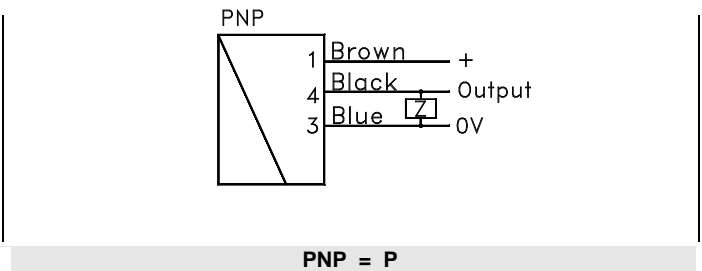 PNP
1 Brown +
4 Black Output
Z
3 Blue 0V
PNP = P